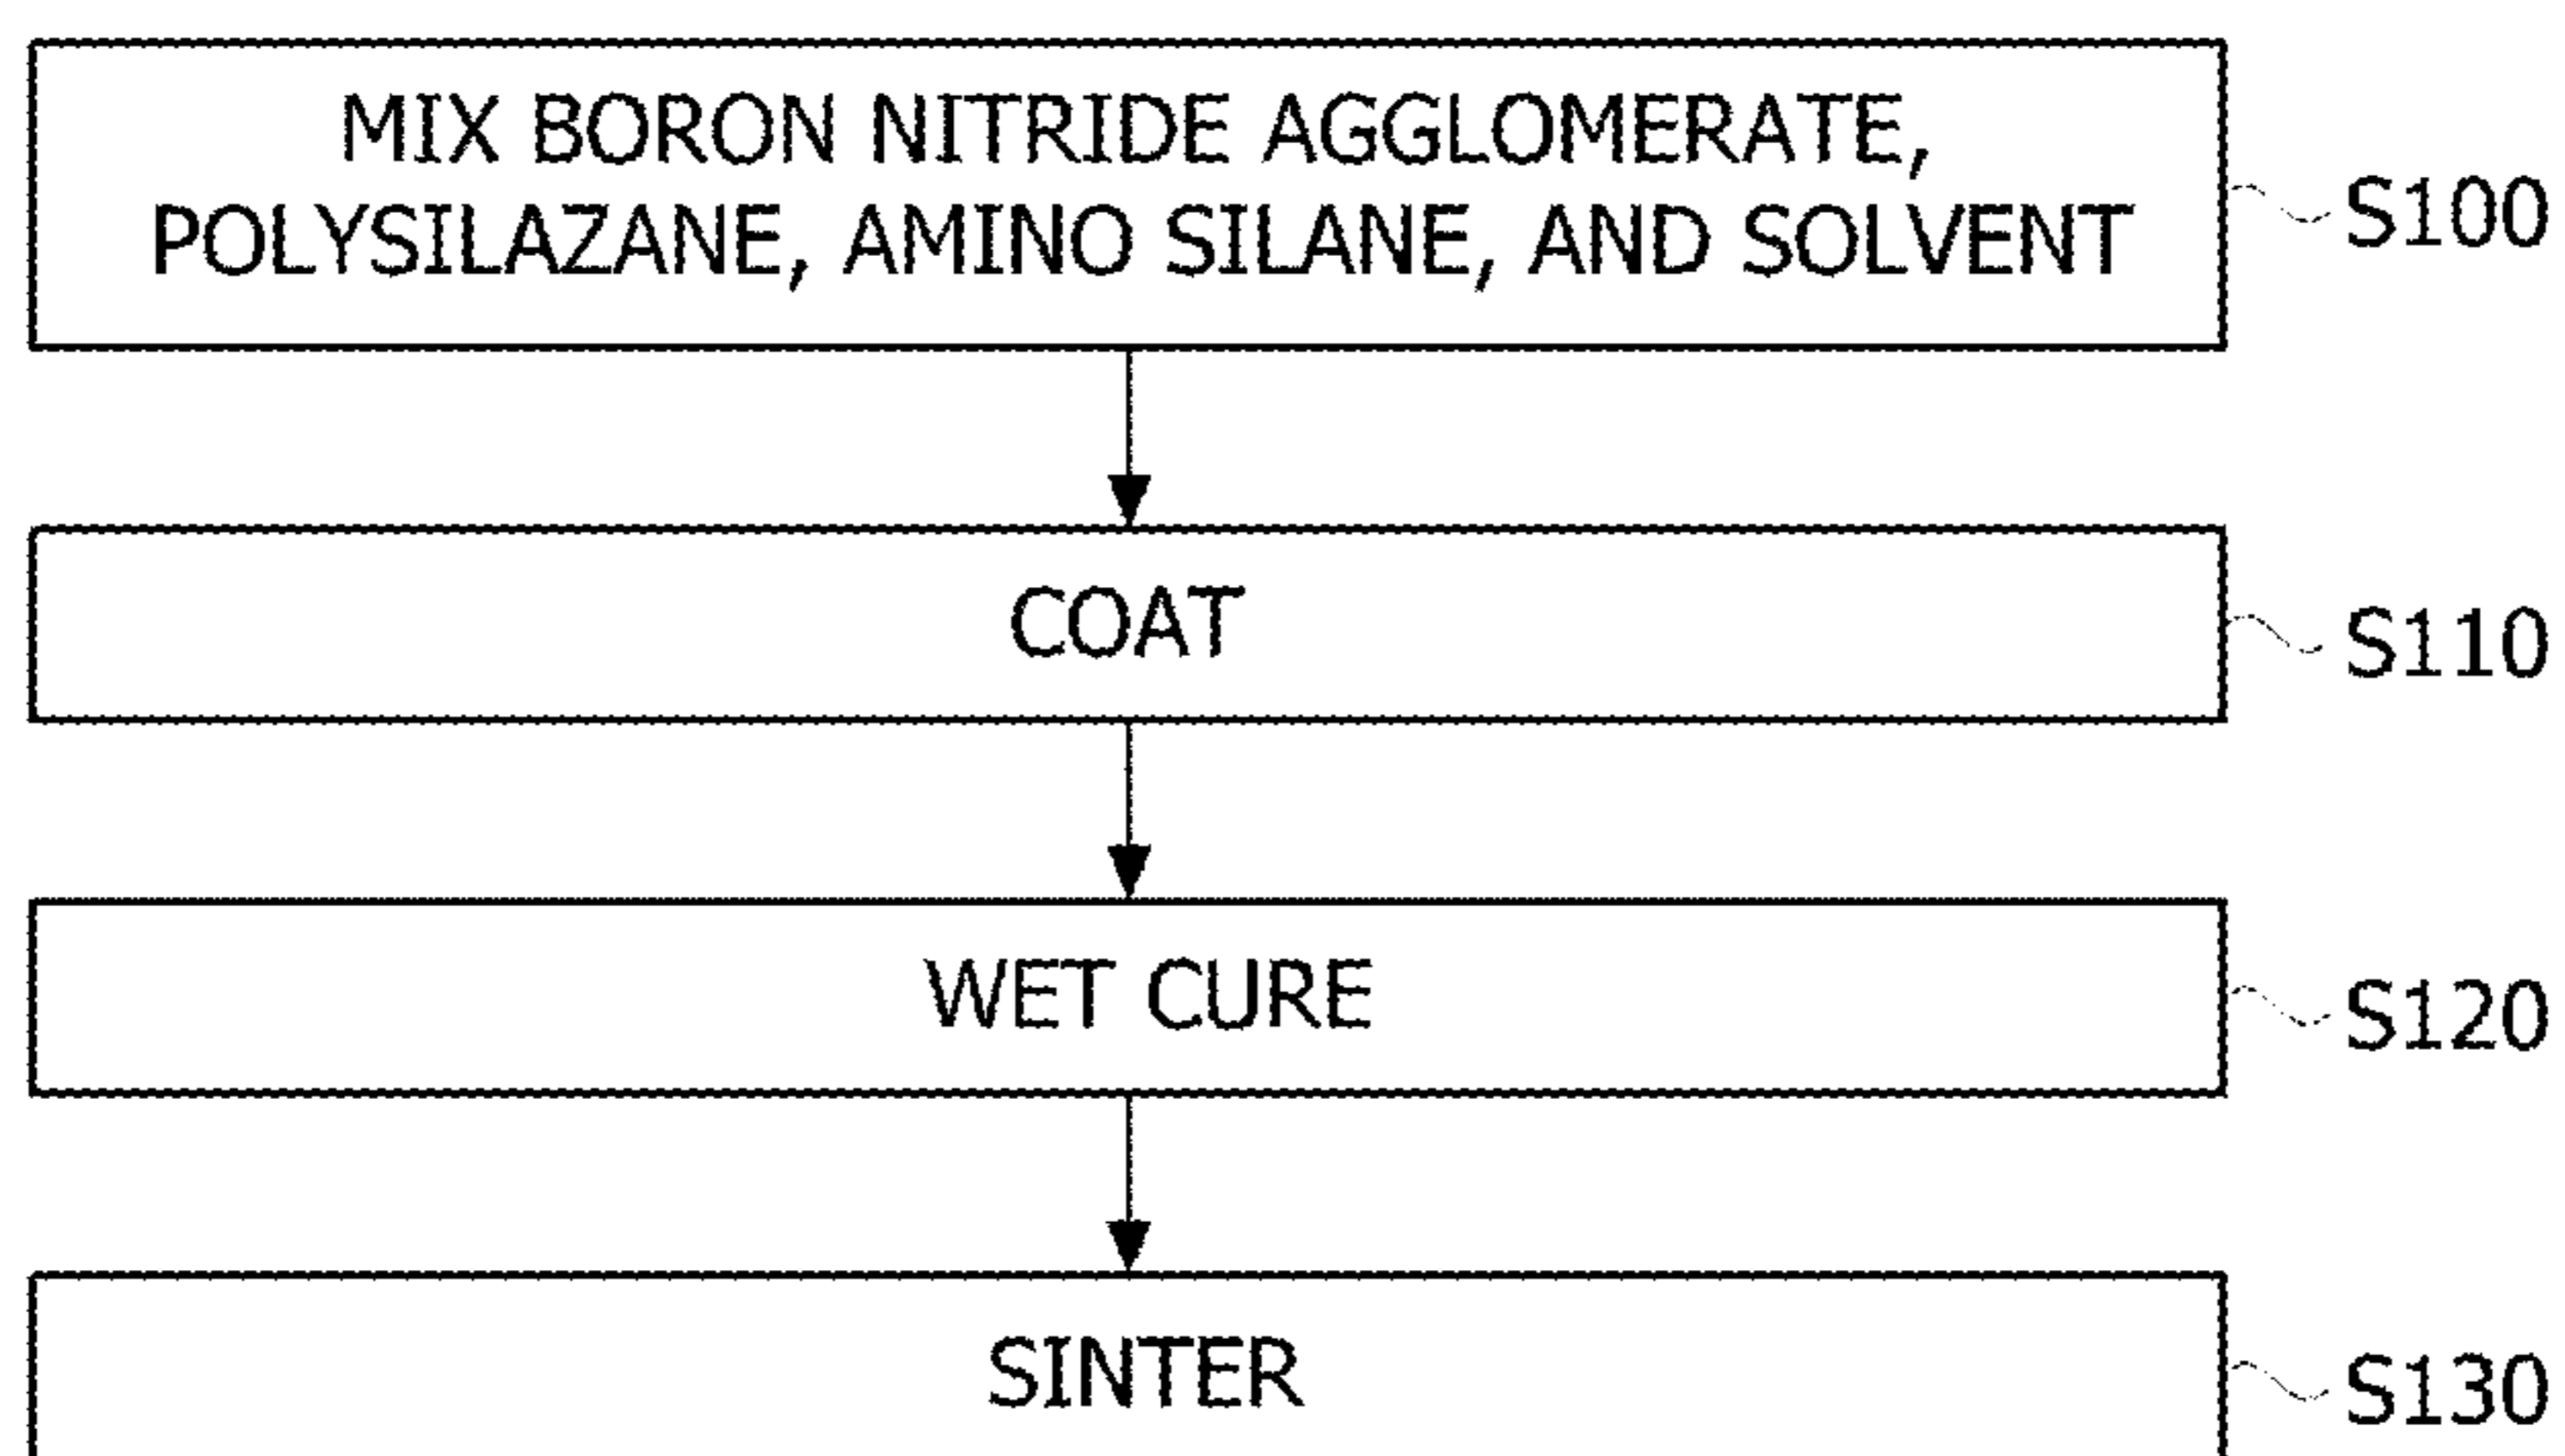 MIX BORON NITRIDE AGGLOMERATE,
POLYSILAZANE, AMINO SILANE, AND SOLVENT
S100
COAT
S110
WET CURE
S120
SINTER
S130